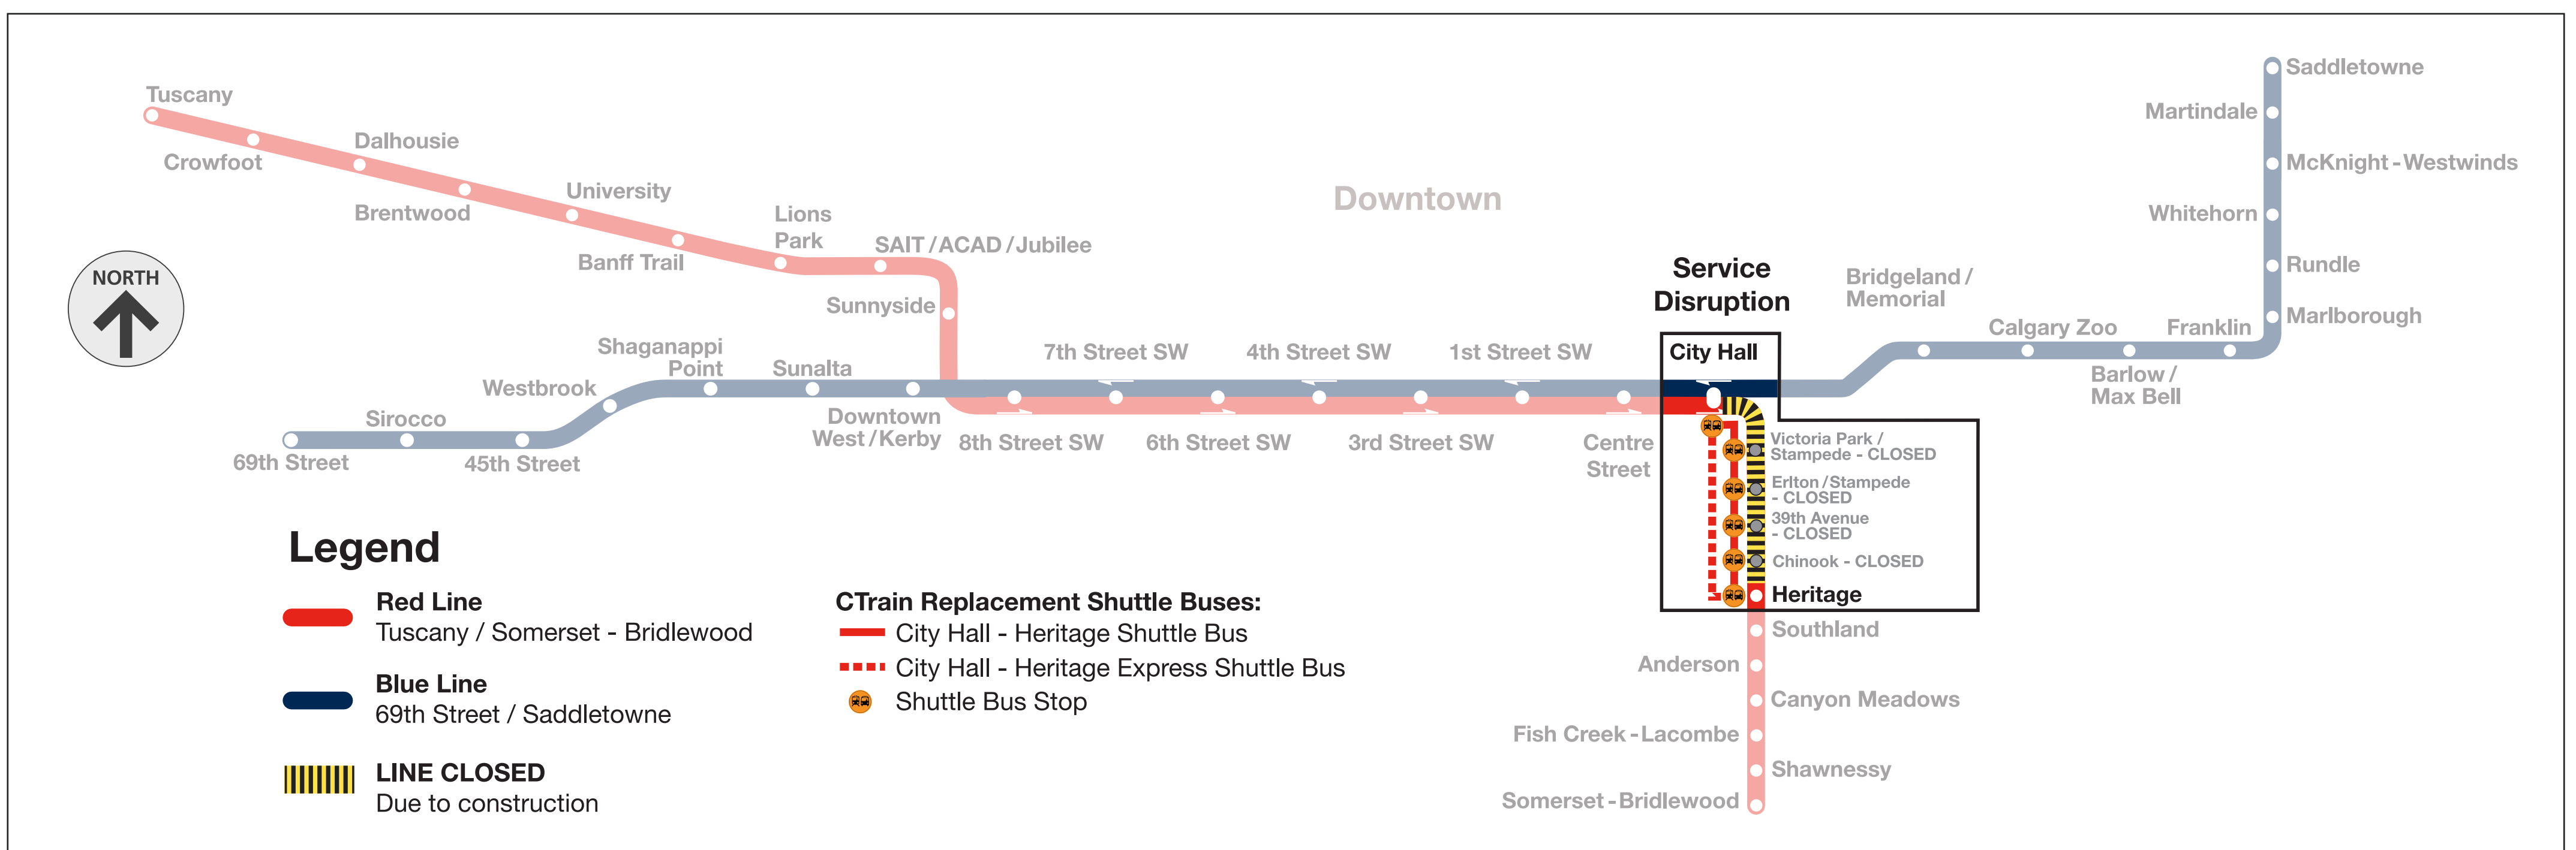 Tuscany
Crowfoot
Dalhousie
Brentwood
University
Banff Trail
Lions
Park
SAIT / ACAD / Jubilee
Sunnyside
NORTH
Downtown
69th Street
Sirocco
45th Street
Westbrook
Shaganappi
Point
Sunalta
Downtown
West / Kerby
8th Street SW
7th Street SW
6th Street SW
4th Street SW
3rd Street SW
1st Street SW
Centre
Street
Service
Disruption
City Hall
Victoria Park /
Stampede - CLOSED
Erlton / Stampede
- CLOSED
39th Avenue
- CLOSED
Chinook - CLOSED
Heritage
Southland
Anderson
Canyon Meadows
Fish Creek - Lacombe
Shawnessy
Somerset - Bridlewood
Bridgeland /
Memorial
Calgary Zoo
Barlow /
Max Bell
Franklin
Marlborough
Rundle
Whitehorn
McKnight - Westwinds
Martindale
Saddletowne
Legend
Red Line
Tuscany / Somerset - Bridlewood
Blue Line
69th Street / Saddletowne
LINE CLOSED
Due to construction
CTrain Replacement Shuttle Buses:
City Hall - Heritage Shuttle Bus
City Hall - Heritage Express Shuttle Bus
Shuttle Bus Stop